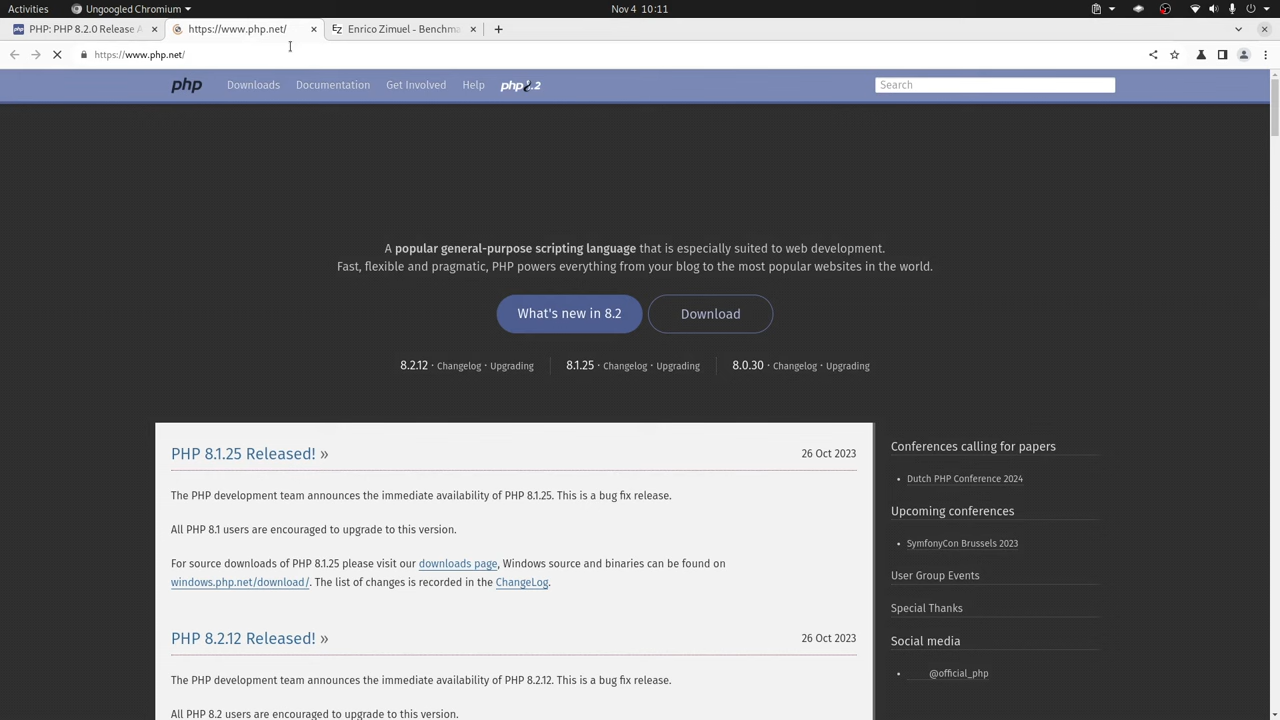 Activities
Ungoogled Chromium
Nov 4 10:11
PHP: PHP 8.2.0 Release A
https://www.php.net/
Enrico Zimuel - Benchma
https://www.php.net/
php
Downloads
Documentation
Get Involved
Help
php8.2
Search
A popular general-purpose scripting language that is especially suited to web development.
Fast, flexible and pragmatic, PHP powers everything from your blog to the most popular websites in the world.
What's new in 8.2
Download
8.2.12 · Changelog · Upgrading
8.1.25 · Changelog · Upgrading
8.0.30 · Changelog · Upgrading
PHP 8.1.25 Released! »
26 Oct 2023
The PHP development team announces the immediate availability of PHP 8.1.25. This is a bug fix release.
All PHP 8.1 users are encouraged to upgrade to this version.
For source downloads of PHP 8.1.25 please visit our downloads page, Windows source and binaries can be found on
windows.php.net/download/. The list of changes is recorded in the ChangeLog.
PHP 8.2.12 Released! »
26 Oct 2023
The PHP development team announces the immediate availability of PHP 8.2.12. This is a bug fix release.
All PHP 8.2 users are encouraged to upgrade to this version.
Conferences calling for papers
Dutch PHP Conference 2024
Upcoming conferences
SymfonyCon Brussels 2023
User Group Events
Special Thanks
Social media
@official_php